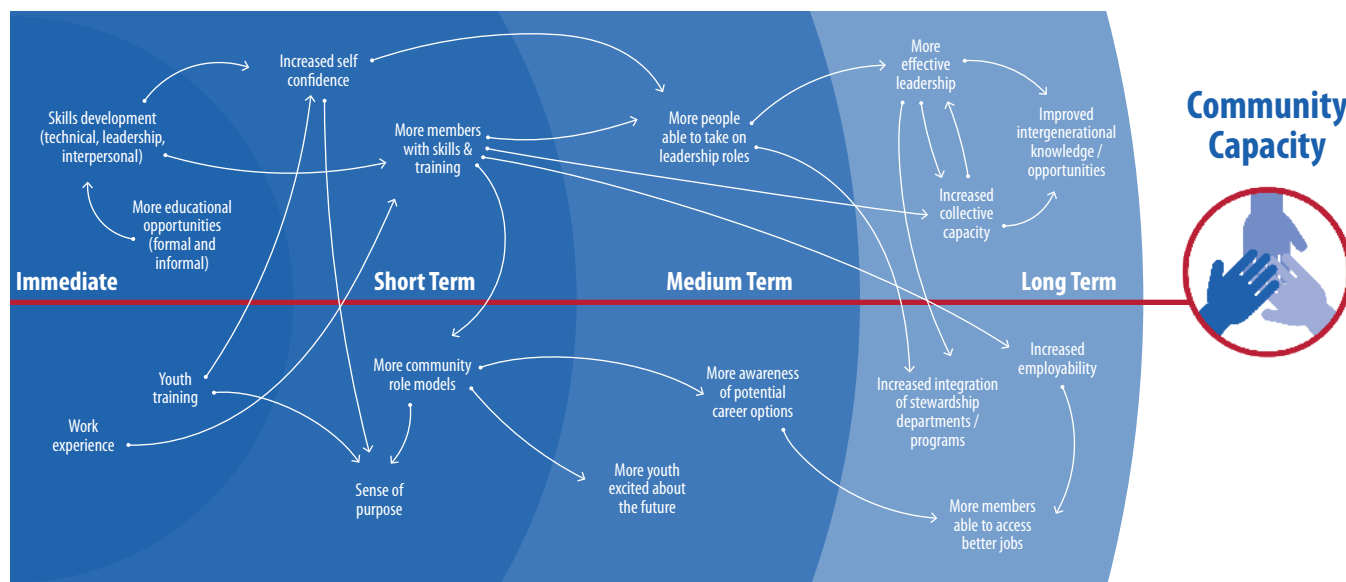 Increased self
confidence
Skills development
(technical, leadership,
interpersonal)
More educational
opportunities
(formal and
informal)
More members
with skills &
training
More people
able to take on
leadership roles
More
effective
leadership
Improved
intergenerational
knowledge /
opportunities
Increased
collective
capacity
Community
Capacity
Immediate
Short Term
Medium Term
Long Term
Youth
training
Work
experience
More community
role models
Sense of
purpose
More awareness
of potential
career options
More youth
excited about
the future
Increased integration
of stewardship
departments /
programs
Increased
employability
More members
able to access
better jobs